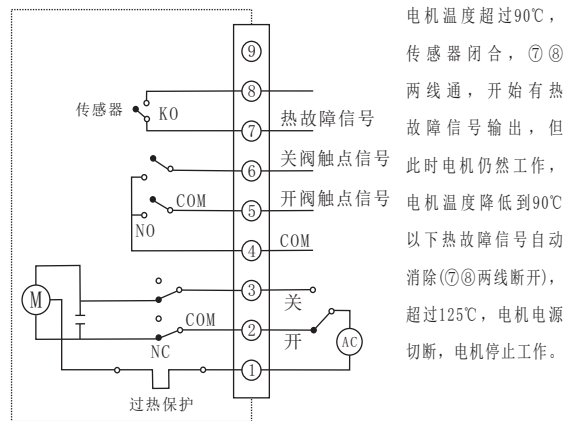 ⑨
⑧
传感器
KO
⑦
热故障信号
关阀触点信号
⑥
COM
开阀触点信号
⑤
NO
COM
④
③
关
M
COM
②
开
AC
NC
①
过热保护
电机温度超过90℃，
传感器闭合，⑦⑧
两线通，开始有热
故障信号输出，但
此时电机仍然工作，
电机温度降低到90℃
以下热故障信号自动
消除(⑦⑧两线断开),
超过125℃，电机电源
切断，电机停止工作。